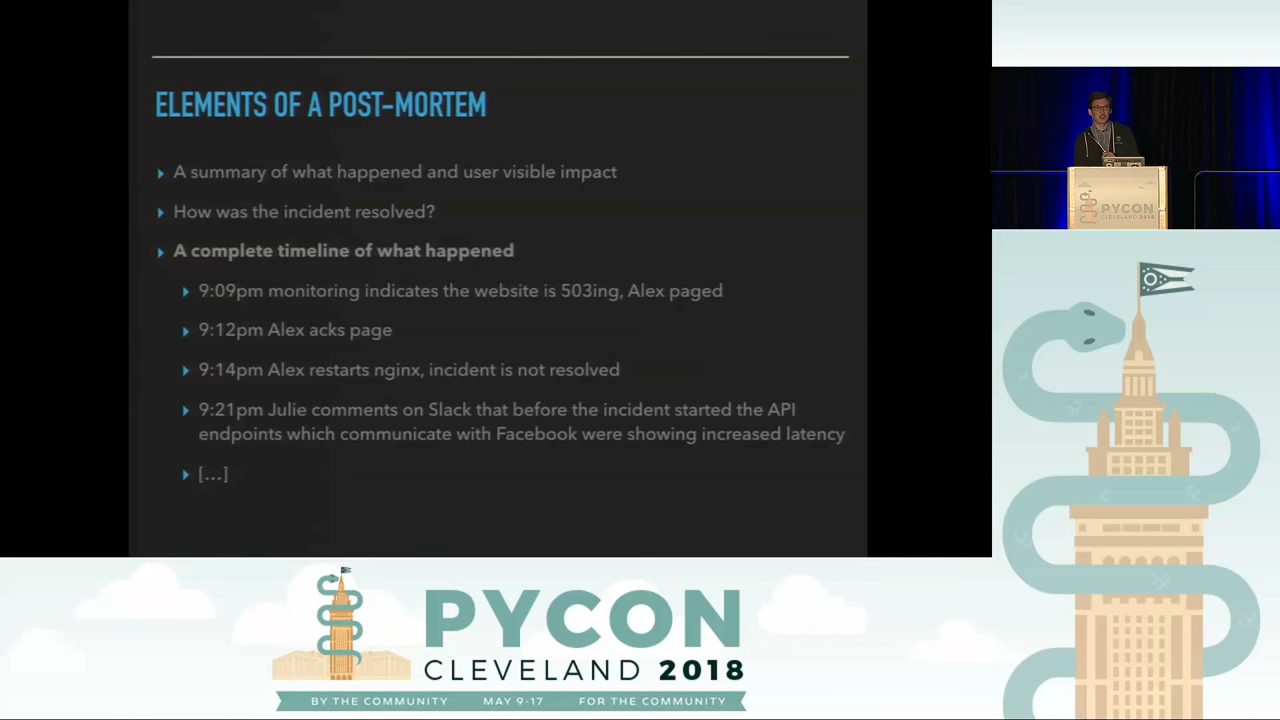 ELEMENTS OF A POST-MORTEM
A summary of what happened and user visible impact
How was the incident resolved?
A complete timeline of what happened
9:09pm monitoring indicates the website is 503ing, Alex paged
9:12pm Alex acks page
9:14pm Alex restarts nginx, incident is not resolved
9:21pm Julie comments on Slack that before the incident started the API
endpoints which communicate with Facebook were showing increased latency
[...]
PYCON
CLEVELAND 2018
PYCON
CLEVELAND 2018
BY THE COMMUNITY MAY 9-17 FOR THE COMMUNITY